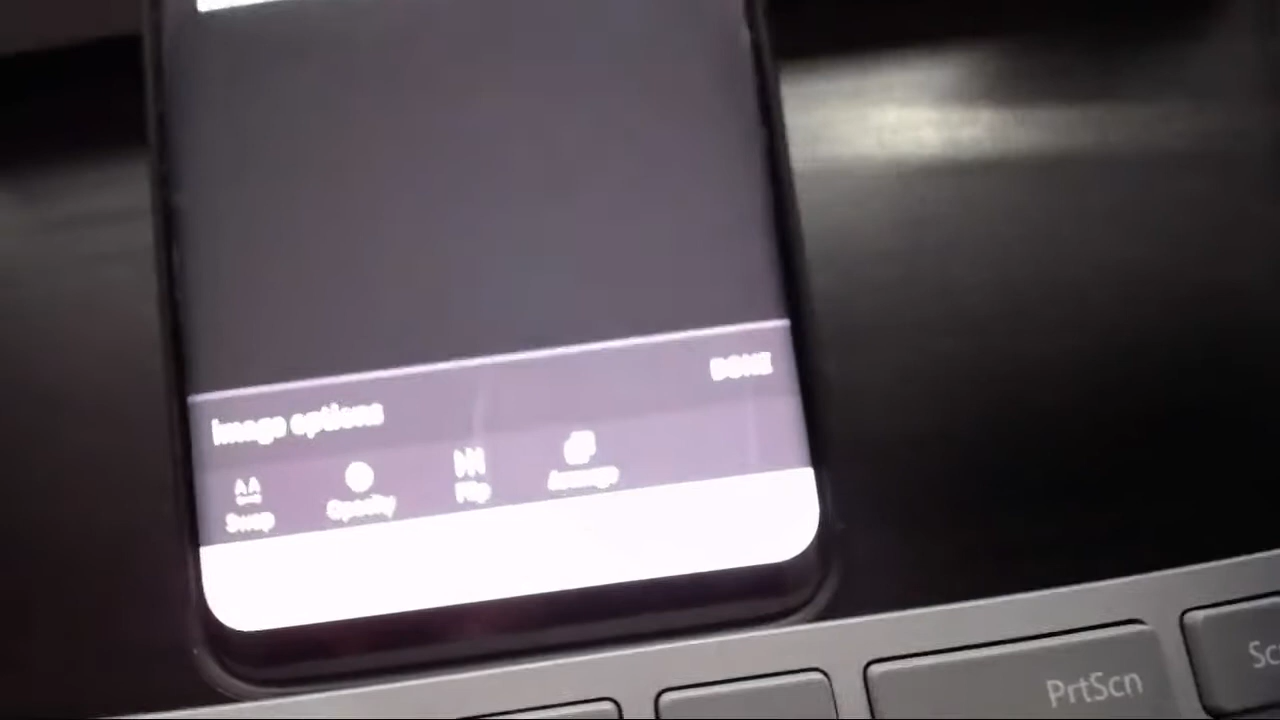 DONE
Image options
Swap
Opacity
Flip
Arrange
PrtScn